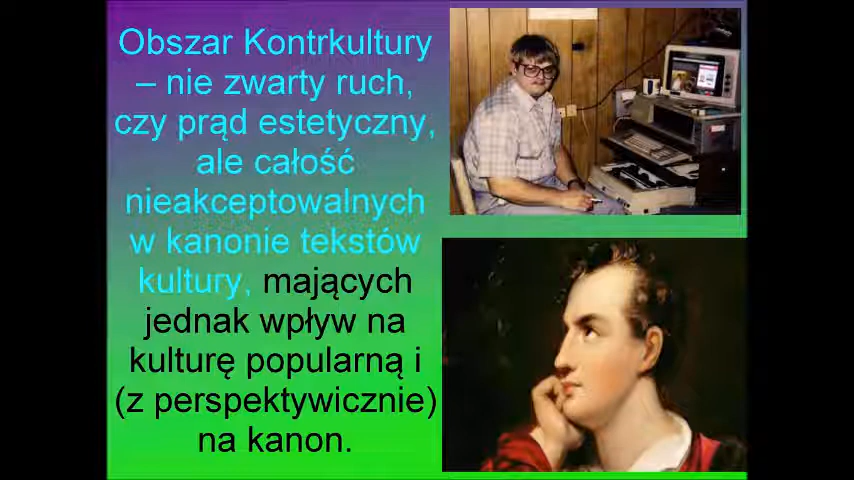 Obszar Kontrkultury
– nie zwarty ruch,
czy prąd estetyczny,
ale całość
nieakceptowalnych
w kanonie tekstów
kultury, mających
jednak wpływ na
kulturę popularną i
(z perspektywicznie)
na kanon.